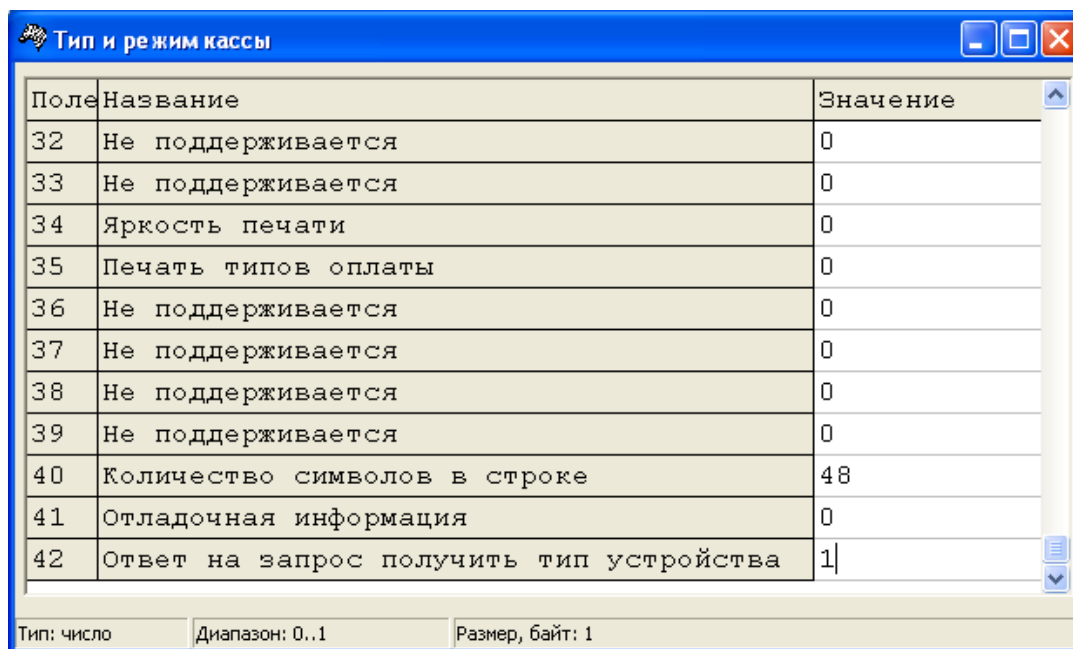 Тип и режим кассы
Поле Название Значение
32 Не поддерживается 0
33 Не поддерживается 0
34 Яркость печати 0
35 Печать типов оплаты 0
36 Не поддерживается 0
37 Не поддерживается 0
38 Не поддерживается 0
39 Не поддерживается 0
40 Количество символов в строке 48
41 Отладочная информация 0
42 Ответ на запрос получить тип устройства 1
Тип: число Диапазон: 0..1 Размер, байт: 1